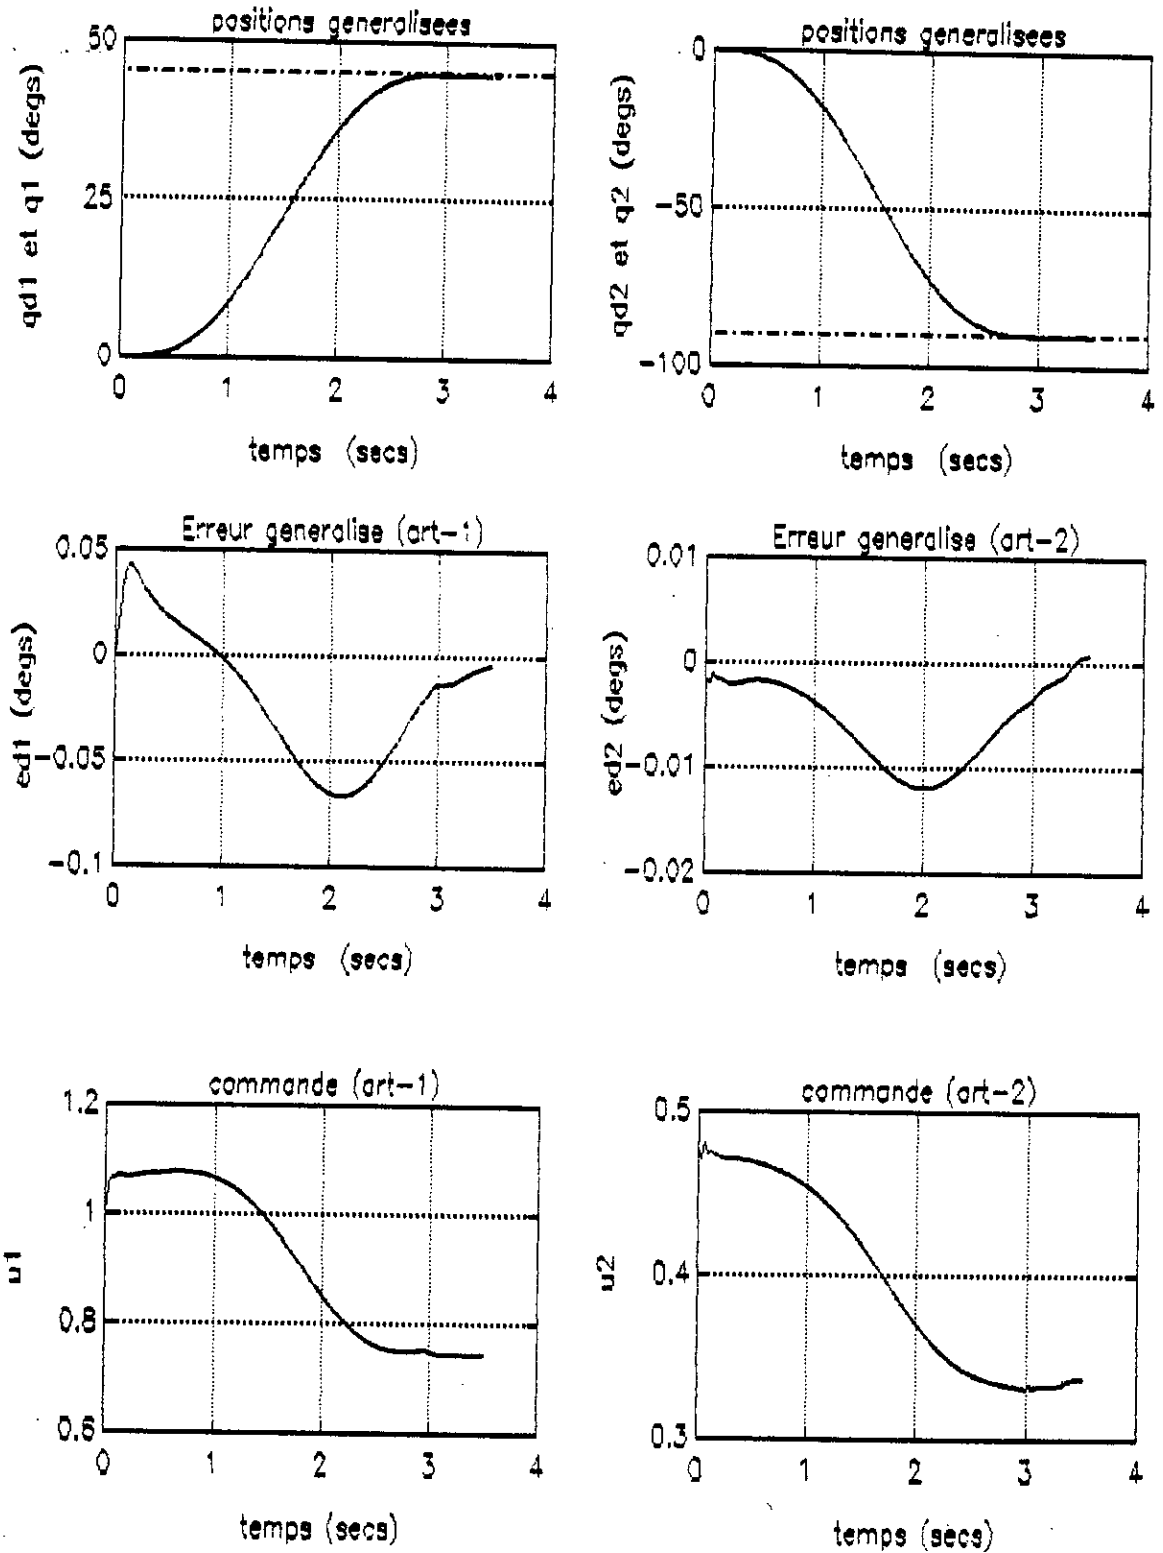 positions generalisees
50
25
0
qd1 et q1 (degs)
0 1 2 3 4
temps (secs)
positions generalisees
0
-50
-100
qd2 et q2 (degs)
0 1 2 3 4
temps (secs)
Erreur generalise (art-1)
0.05
0
-0.05
-0.1
ed1 (degs)
0 1 2 3 4
temps (secs)
Erreur generalise (art-2)
0.01
0
-0.01
-0.02
ed2 (degs)
0 1 2 3 4
temps (secs)
commande (art-1)
1.2
1
0.8
0.6
u1
0 1 2 3 4
temps (secs)
commande (art-2)
0.5
0.4
0.3
u2
0 1 2 3 4
temps (secs)